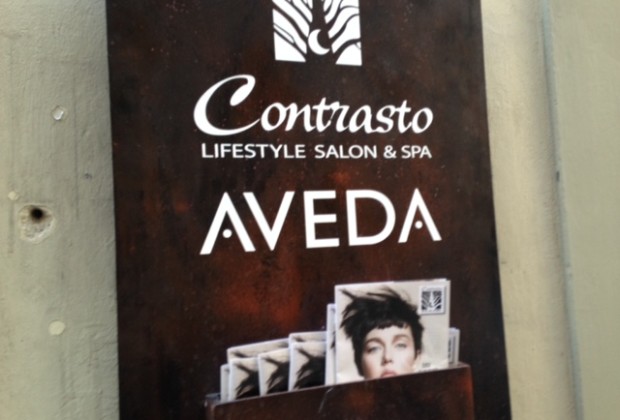 Contrasto
LIFESTYLE SALON & SPA
AVEDA